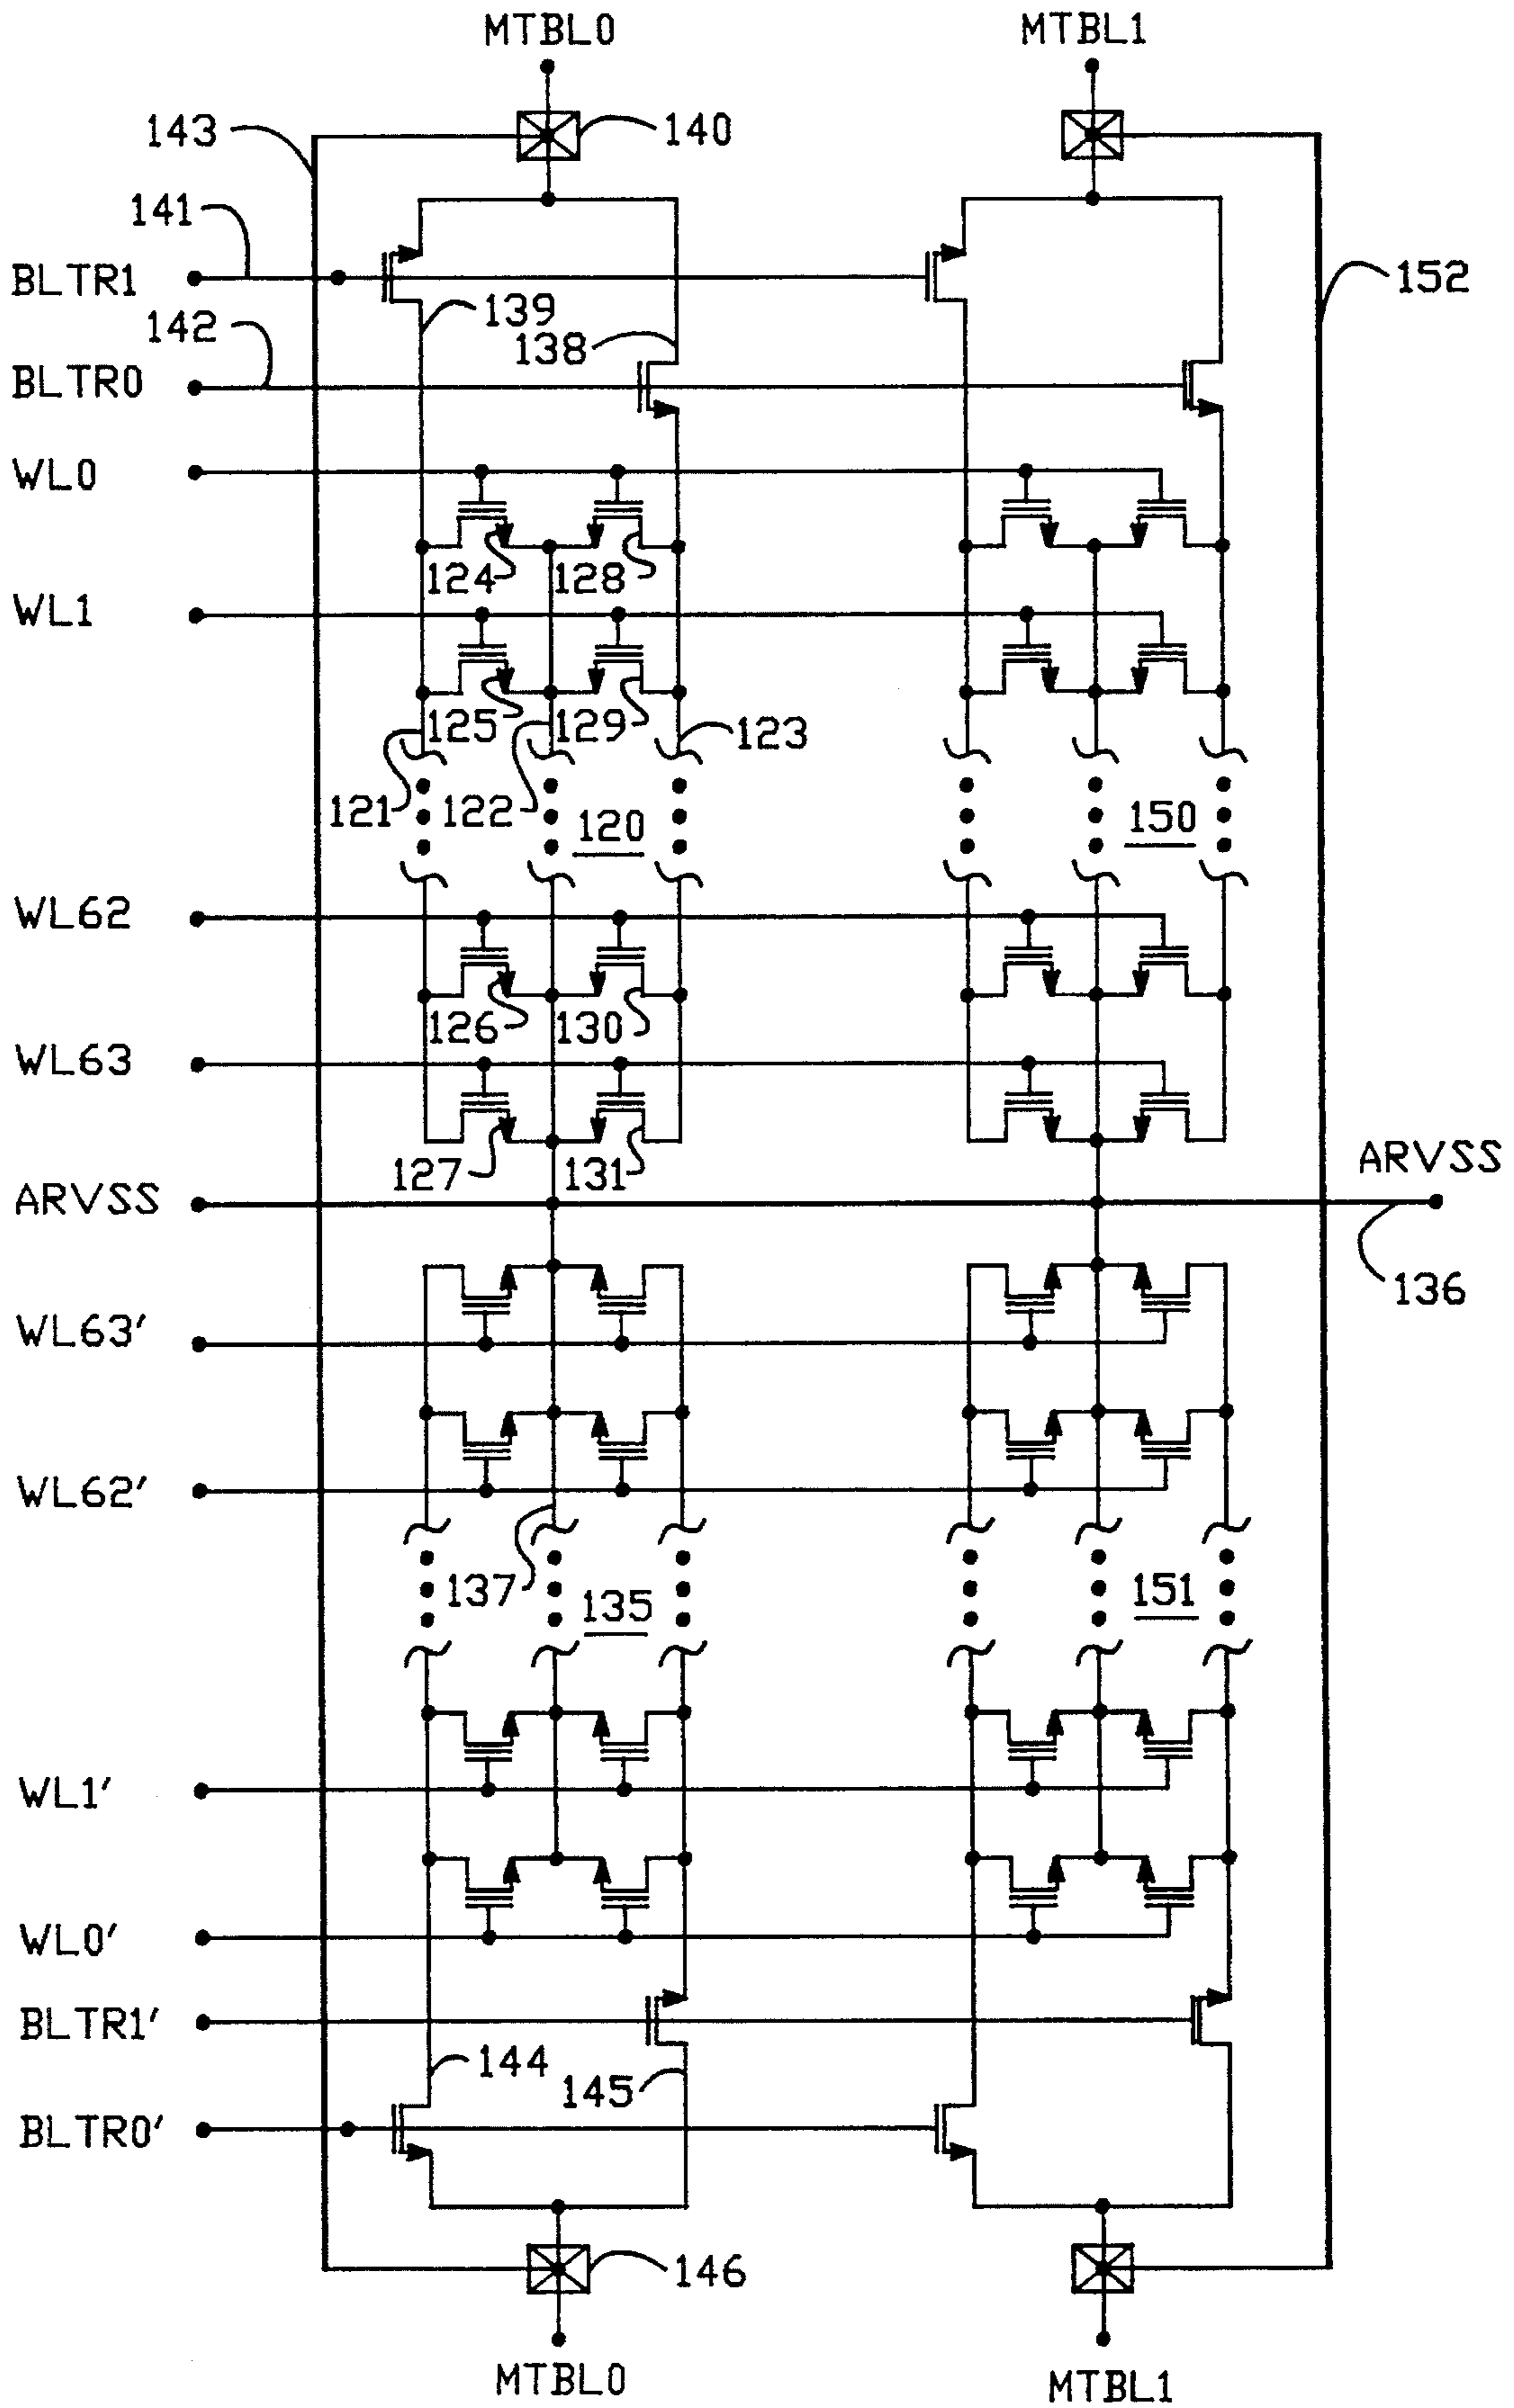 MTBL0 MTBL1
143 140
141
BLTR1 152
142 139 138
BLTR0
WL0
124 128
WL1
125 129 123
121 122 120 150
WL62
126 130
WL63
127 131
ARVSS ARVSS
136
WL63'
WL62'
137 135 151
WL1'
WL0'
BLTR1'
144 145
BLTR0'
146
MTBL0 MTBL1